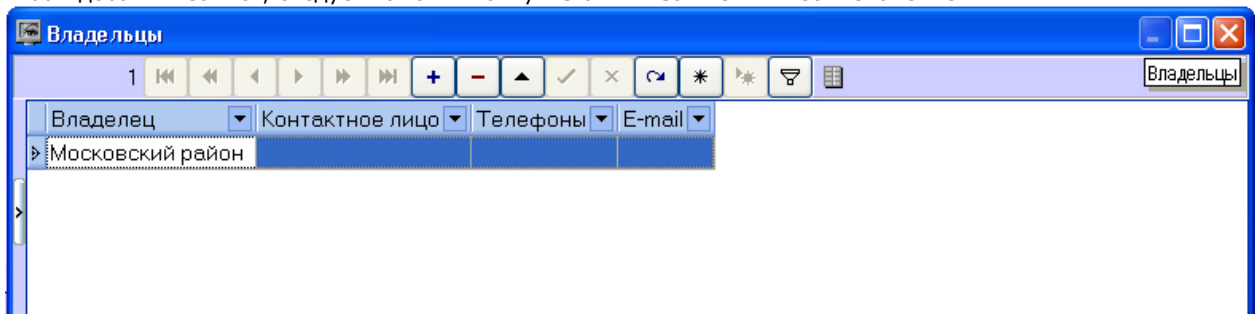 Владельцы
1
Владельцы
Владелец Контактное лицо Телефоны E-mail
Московский район